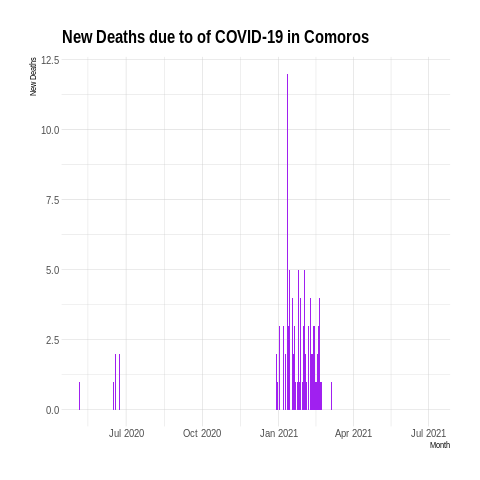 New Deaths due to of COVID-19 in Comoros
New Deaths
12.5
10.0
7.5
5.0
2.5
0.0
Jul 2020 Oct 2020 Jan 2021 Apr 2021 Jul 2021
Month